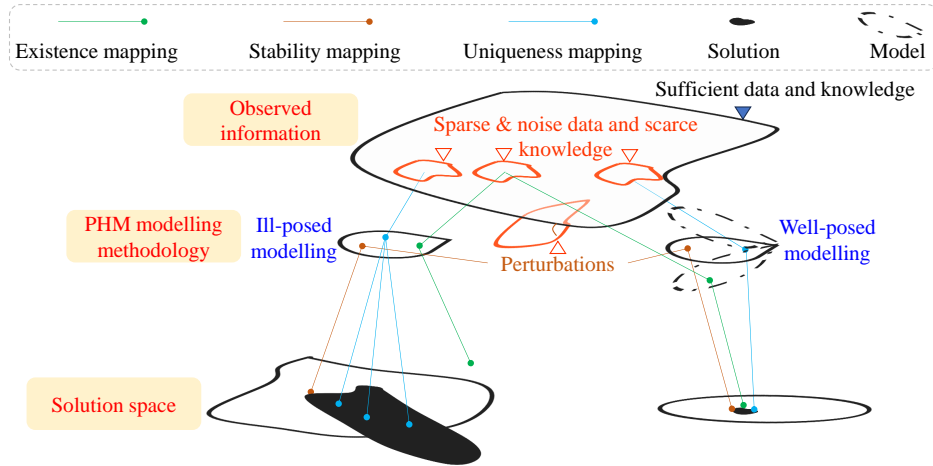 Existence mapping
Stability mapping
Uniqueness mapping
Solution
Model
Sufficient data and knowledge
Observed
information
Sparse & noise data and scarce
knowledge
PHM modelling
methodology
Ill-posed
modelling
Perturbations
Well-posed
modelling
Solution space